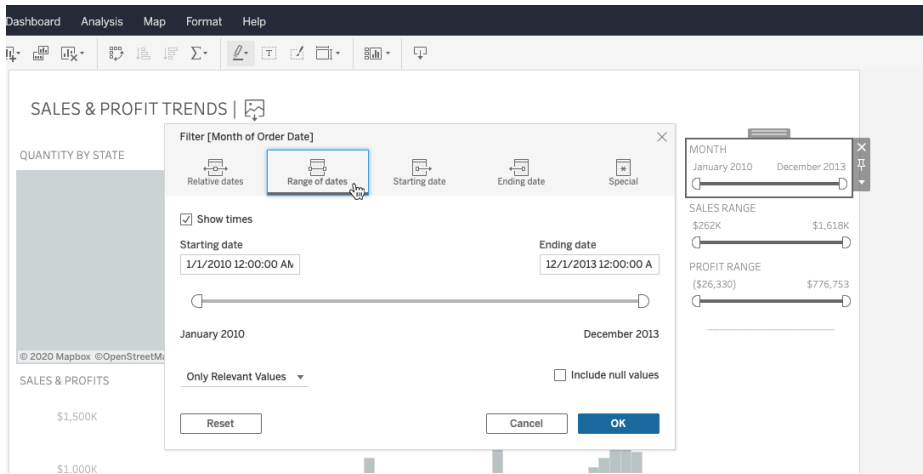 Dashboard Analysis Map Format Help
SALES & PROFIT TRENDS |
QUANTITY BY STATE
Filter [Month of Order Date]
Relative dates
Range of dates
Starting date
Ending date
Special
Show times
Starting date
Ending date
1/1/2010 12:00:00 AM
12/1/2013 12:00:00 A
January 2010
December 2013
Only Relevant Values
Include null values
Reset
Cancel
OK
MONTH
January 2010 December 2013
SALES RANGE
$262K $1,618K
PROFIT RANGE
($26,330) $776,753
© 2020 Mapbox ©OpenStreetMa
SALES & PROFITS
$1,500K
$1,000K